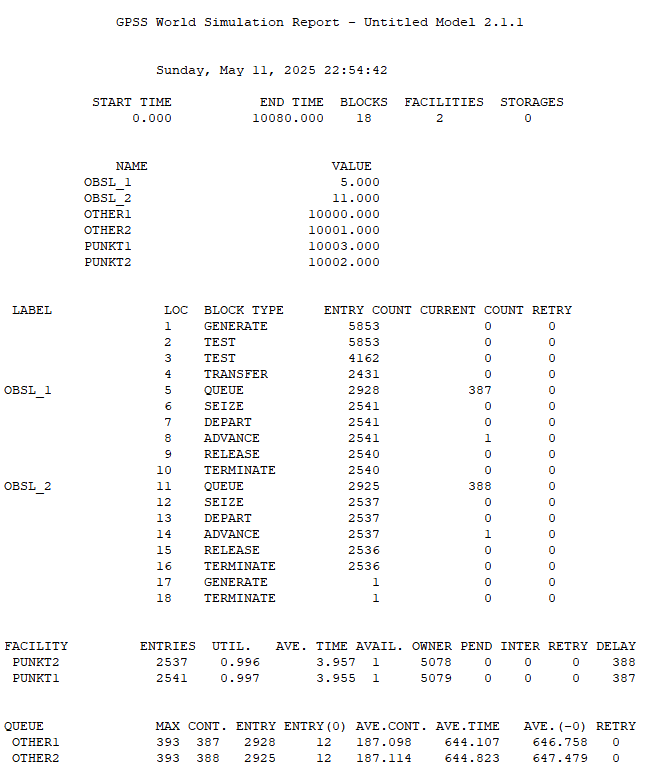 GPSS World Simulation Report - Untitled Model 2.1.1
Sunday, May 11, 2025 22:54:42
START TIME END TIME BLOCKS FACILITIES STORAGES
0.000 10080.000 18 2 0
NAME VALUE
OBSL_1 5.000
OBSL_2 11.000
OTHER1 10000.000
OTHER2 10001.000
PUNKT1 10003.000
PUNKT2 10002.000
LABEL LOC BLOCK TYPE ENTRY COUNT CURRENT COUNT RETRY
1 GENERATE 5853 0 0
2 TEST 5853 0 0
3 TEST 4162 0 0
4 TRANSFER 2431 0 0
OBSL_1 5 QUEUE 2928 387 0
6 SEIZE 2541 0 0
7 DEPART 2541 0 0
8 ADVANCE 2541 1 0
9 RELEASE 2540 0 0
10 TERMINATE 2540 0 0
OBSL_2 11 QUEUE 2925 388 0
12 SEIZE 2537 0 0
13 DEPART 2537 0 0
14 ADVANCE 2537 1 0
15 RELEASE 2536 0 0
16 TERMINATE 2536 0 0
17 GENERATE 1 0 0
18 TERMINATE 1 0 0
FACILITY ENTRIES UTIL. AVE. TIME AVAIL. OWNER PEND INTER RETRY DELAY
PUNKT2 2537 0.996 3.957 1 5078 0 0 0 388
PUNKT1 2541 0.997 3.955 1 5079 0 0 0 387
QUEUE MAX CONT. ENTRY ENTRY(0) AVE.CONT. AVE.TIME AVE.(-0) RETRY
OTHER1 393 387 2928 12 187.098 644.107 646.758 0
OTHER2 393 388 2925 12 187.114 644.823 647.479 0